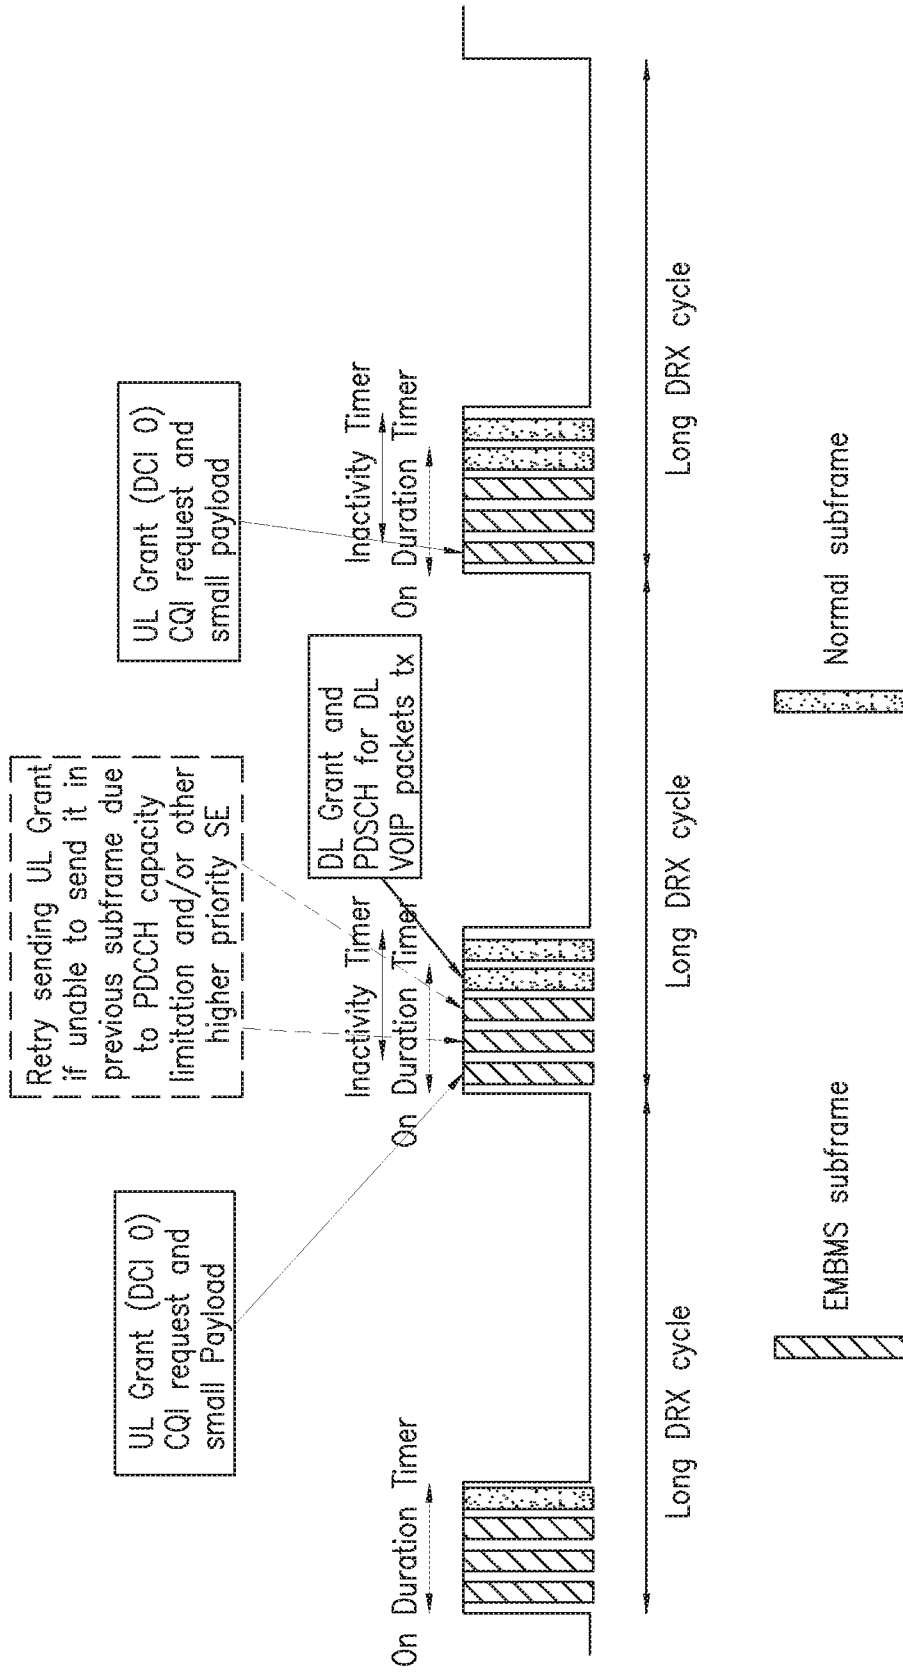 Retry sending UL Grant
if unable to send it in
previous subframe due
to PDCCH capacity
limitation and/or other
higher priority SE
UL Grant (DCI 0)
CQI request and
small Payload
DL Grant and
PDSCH for DL
VOIP packets tx
UL Grant (DCI 0)
CQI request and
small payload
On Duration Timer
Inactivity Timer
On Duration Timer
Inactivity Timer
On Duration Timer
Long DRX cycle
Long DRX cycle
Long DRX cycle
EMBMS subframe
Normal subframe